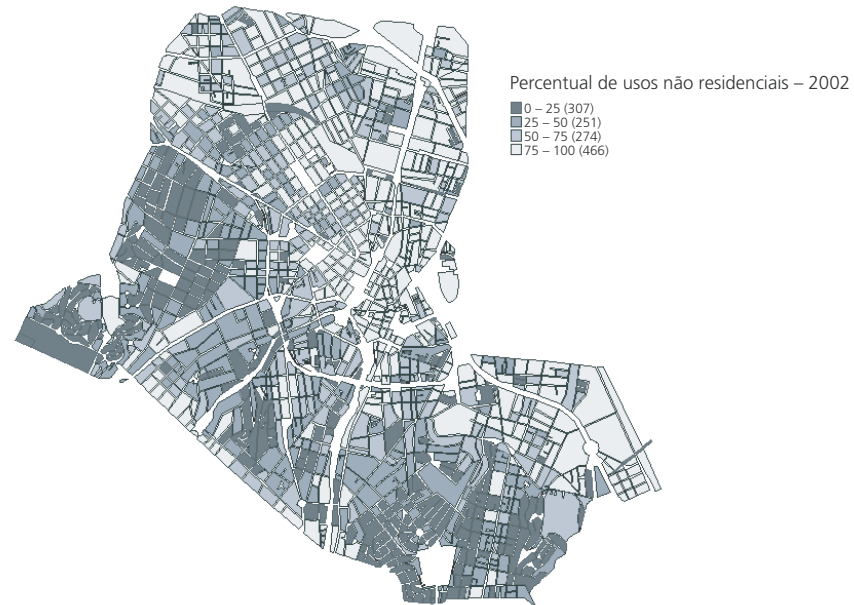 Percentual de usos não residenciais – 2002
0 – 25 (307)
25 – 50 (251)
50 – 75 (274)
75 – 100 (466)